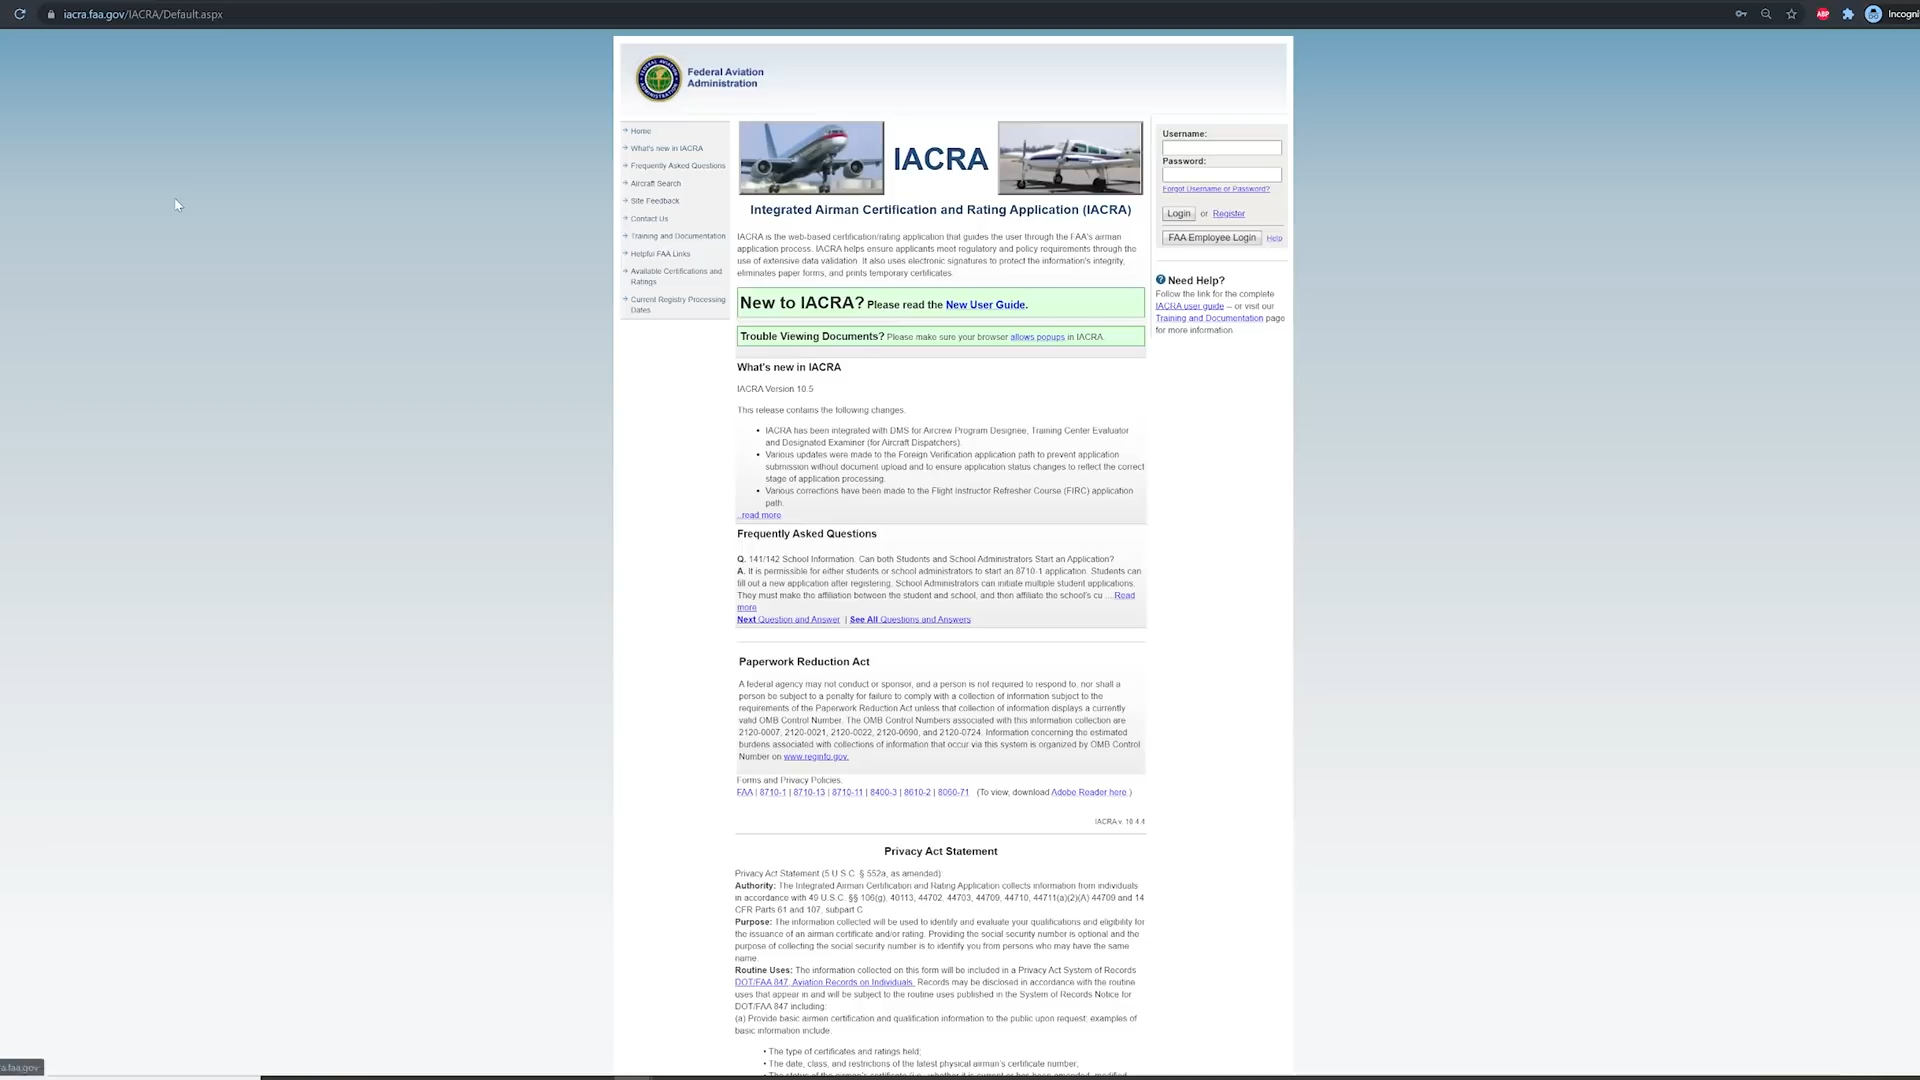 iacra.faa.gov/IACRA/Default.aspx
ABP
Incogni
Federal Aviation
Administration
Home
What's new in IACRA
Frequently Asked Questions
Aircraft Search
Site Feedback
Contact Us
Training and Documentation
Helpful FAA Links
Available Certifications and
Ratings
Current Registry Processing
Dates
IACRA
Integrated Airman Certification and Rating Application (IACRA)
IACRA is the web-based certification/rating application that guides the user through the FAA's airman
application process. IACRA helps ensure applicants meet regulatory and policy requirements through the
use of extensive data validation. It also uses electronic signatures to protect the information's integrity,
eliminates paper forms, and prints temporary certificates.
New to IACRA? Please read the New User Guide.
Trouble Viewing Documents? Please make sure your browser allows popups in IACRA.
What's new in IACRA
IACRA Version 10.5
This release contains the following changes.
• IACRA has been integrated with DMS for Aircrew Program Designee, Training Center Evaluator
and Designated Examiner (for Aircraft Dispatchers).
• Various updates were made to the Foreign Verification application path to prevent application
submission without document upload and to ensure application status changes to reflect the correct
stage of application processing.
• Various corrections have been made to the Flight Instructor Refresher Course (FIRC) application
path.
...read more
Frequently Asked Questions
Q. 141/142 School Information. Can both Students and School Administrators Start an Application?
A. It is permissible for either students or school administrators to start an 8710-1 application. Students can
fill out a new application after registering. School Administrators can initiate multiple student applications.
They must make the affiliation between the student and school, and then affiliate the school's cu ....Read
more
Next Question and Answer | See All Questions and Answers
Paperwork Reduction Act
A federal agency may not conduct or sponsor, and a person is not required to respond to, nor shall a
person be subject to a penalty for failure to comply with a collection of information subject to the
requirements of the Paperwork Reduction Act unless that collection of information displays a currently
valid OMB Control Number. The OMB Control Numbers associated with this information collection are
2120-0007, 2120-0021, 2120-0022, 2120-0690, and 2120-0724. Information concerning the estimated
burdens associated with collections of information that occur via this system is organized by OMB Control
Number on www.reginfo.gov.
Forms and Privacy Policies.
FAA | 8710-1 | 8710-13 | 8710-11 | 8400-3 | 8610-2 | 8060-71 (To view, download Adobe Reader here.)
IACRA v. 10.4.4
Privacy Act Statement
Privacy Act Statement (5 U.S.C. § 552a, as amended):
Authority: The Integrated Airman Certification and Rating Application collects information from individuals
in accordance with 49 U.S.C. §§ 106(g), 40113, 44702, 44703, 44709, 44710, 44711(a)(2)(A) 44709 and 14
CFR Parts 61 and 107, subpart C
Purpose: The information collected will be used to identify and evaluate your qualifications and eligibility for
the issuance of an airman certificate and/or rating. Providing the social security number is optional and the
purpose of collecting the social security number is to identify you from persons who may have the same
name.
Routine Uses: The information collected on this form will be included in a Privacy Act System of Records
DOT/FAA 847, Aviation Records on Individuals. Records may be disclosed in accordance with the routine
uses that appear in and will be subject to the routine uses published in the System of Records Notice for
DOT/FAA 847 including:
(a) Provide basic airmen certification and qualification information to the public upon request; examples of
basic information include:
• The type of certificates and ratings held;
• The date, class, and restrictions of the latest physical airman's certificate number;
Username:
Password:
Forgot Username or Password?
Login or Register
FAA Employee Login Help
Need Help?
Follow the link for the complete
IACRA user guide -- or visit our
Training and Documentation page
for more information.
a.faa.gov